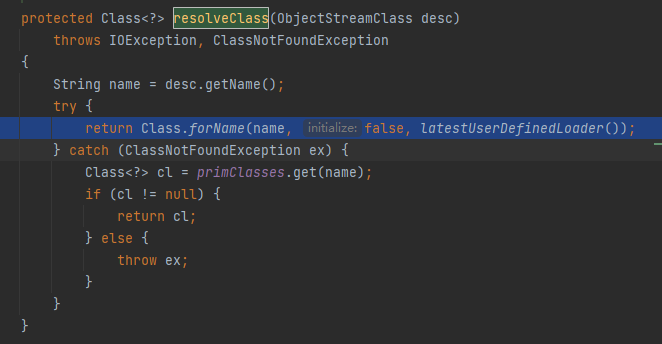 protected Class<?> resolveClass(ObjectStreamClass desc)
    throws IOException, ClassNotFoundException
{
    String name = desc.getName();
    try {
        return Class.forName(name, initialize: false, latestUserDefinedLoader());
    } catch (ClassNotFoundException ex) {
        Class<?> cl = primClasses.get(name);
        if (cl != null) {
            return cl;
        } else {
            throw ex;
        }
    }
}